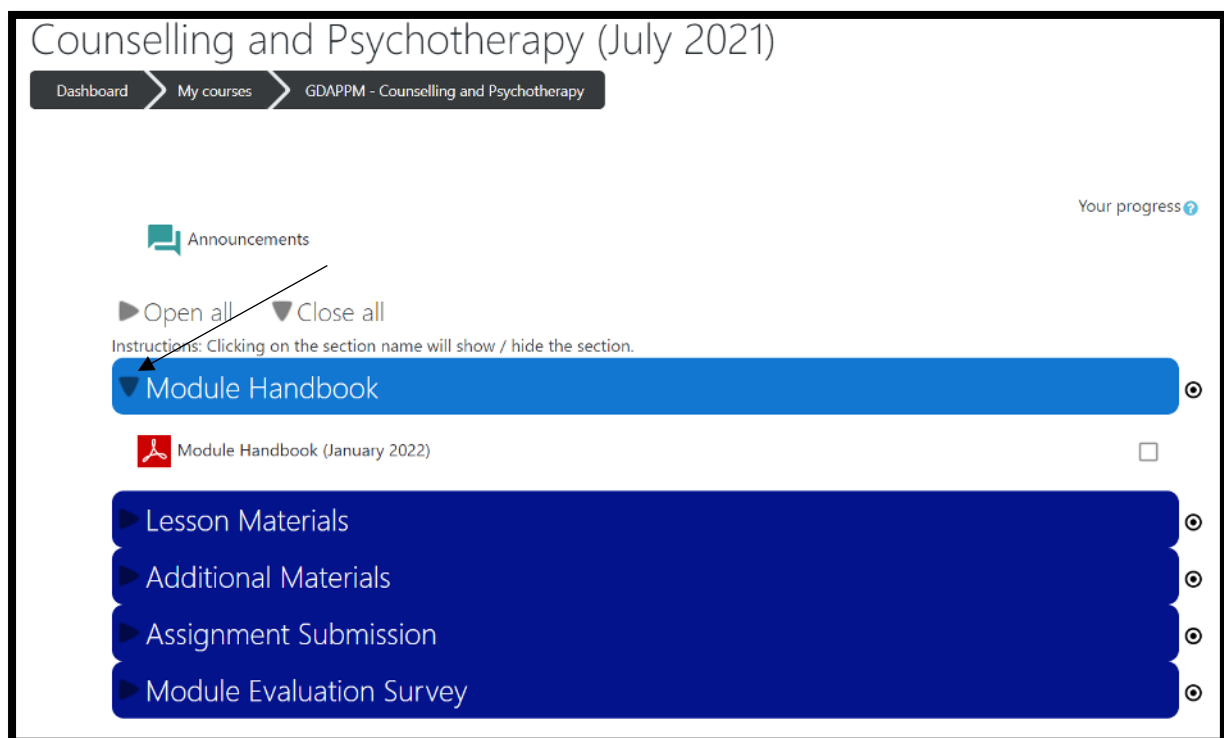 Counselling and Psychotherapy (July 2021)
Dashboard My courses GDAPPM - Counselling and Psychotherapy
Your progress
Announcements
Open all Close all
Instructions: Clicking on the section name will show / hide the section.
Module Handbook
Module Handbook (January 2022)
Lesson Materials
Additional Materials
Assignment Submission
Module Evaluation Survey